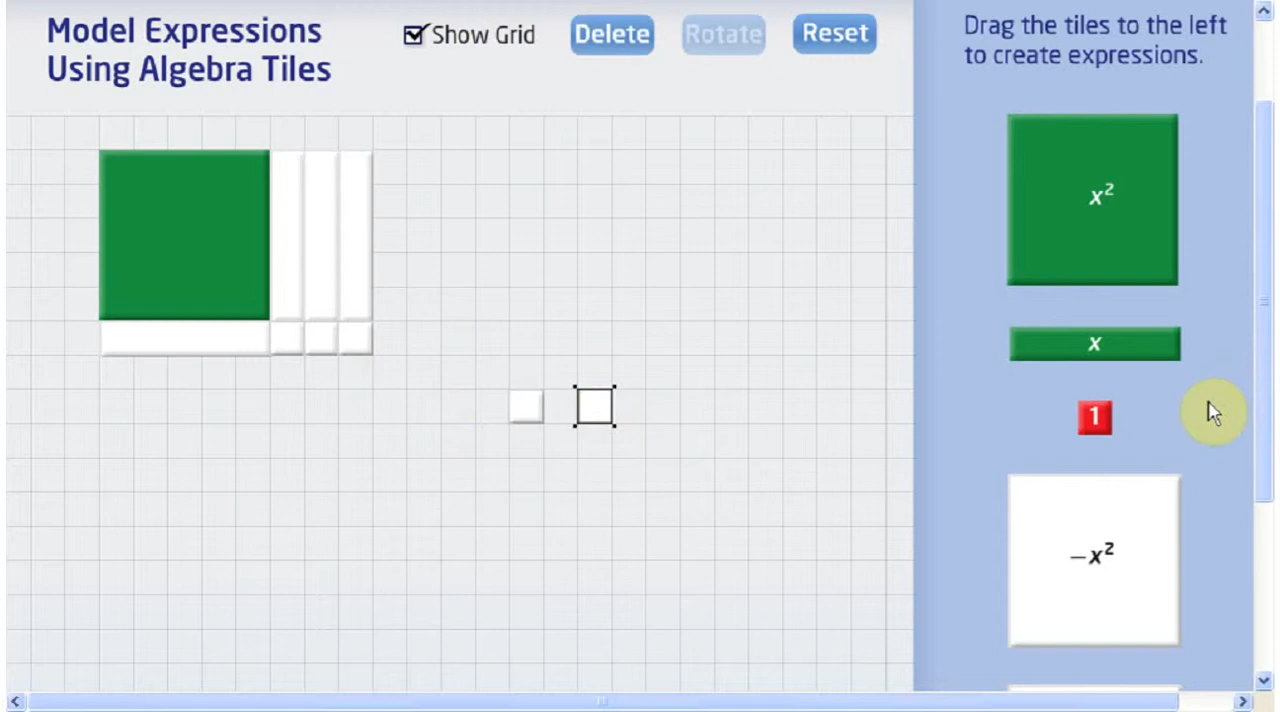 Model Expressions
Using Algebra Tiles
Show Grid
Delete
Rotate
Reset
Drag the tiles to the left
to create expressions.
x²
x
1
−x²